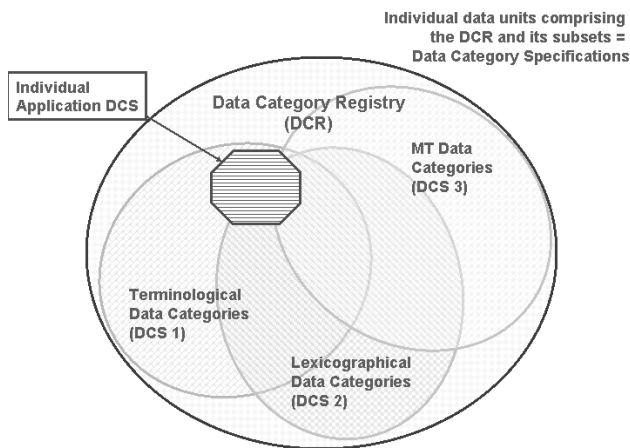 Individual data units comprising
the DCR and its subsets =
Data Category Specifications
Individual
Application DCS
Data Category Registry
(DCR)
MT Data
Categories
(DCS 3)
Terminological
Data Categories
(DCS 1)
Lexicographical
Data Categories
(DCS 2)